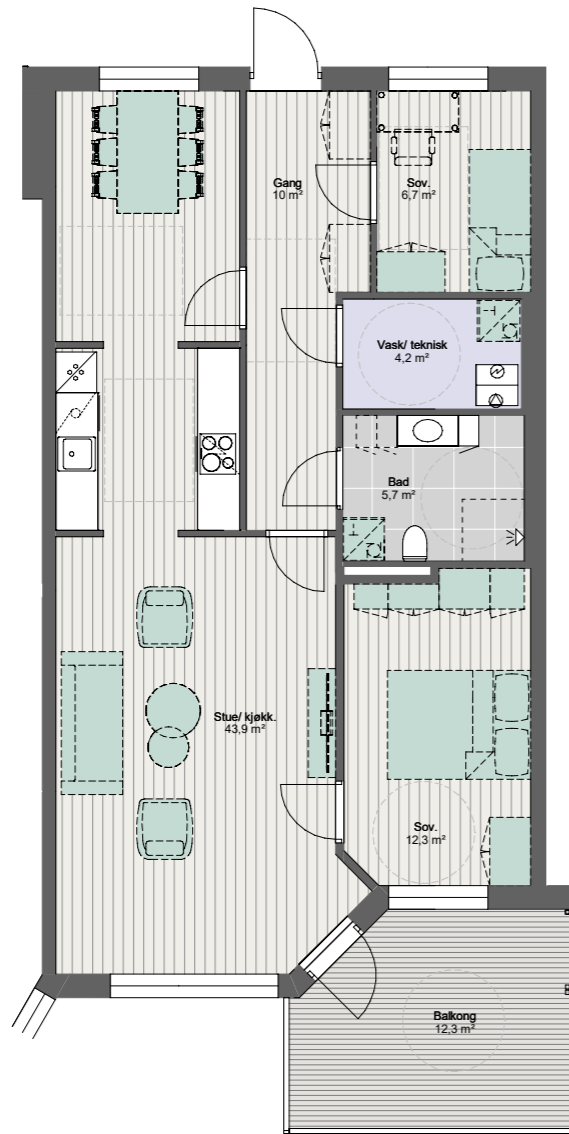 Gang
10 m²
Sov.
6,7 m²
Vask/ teknisk
4,2 m²
Bad
5,7 m²
Stue/ kjøkk.
43,9 m²
Sov.
12,3 m²
Balkong
12,3 m²